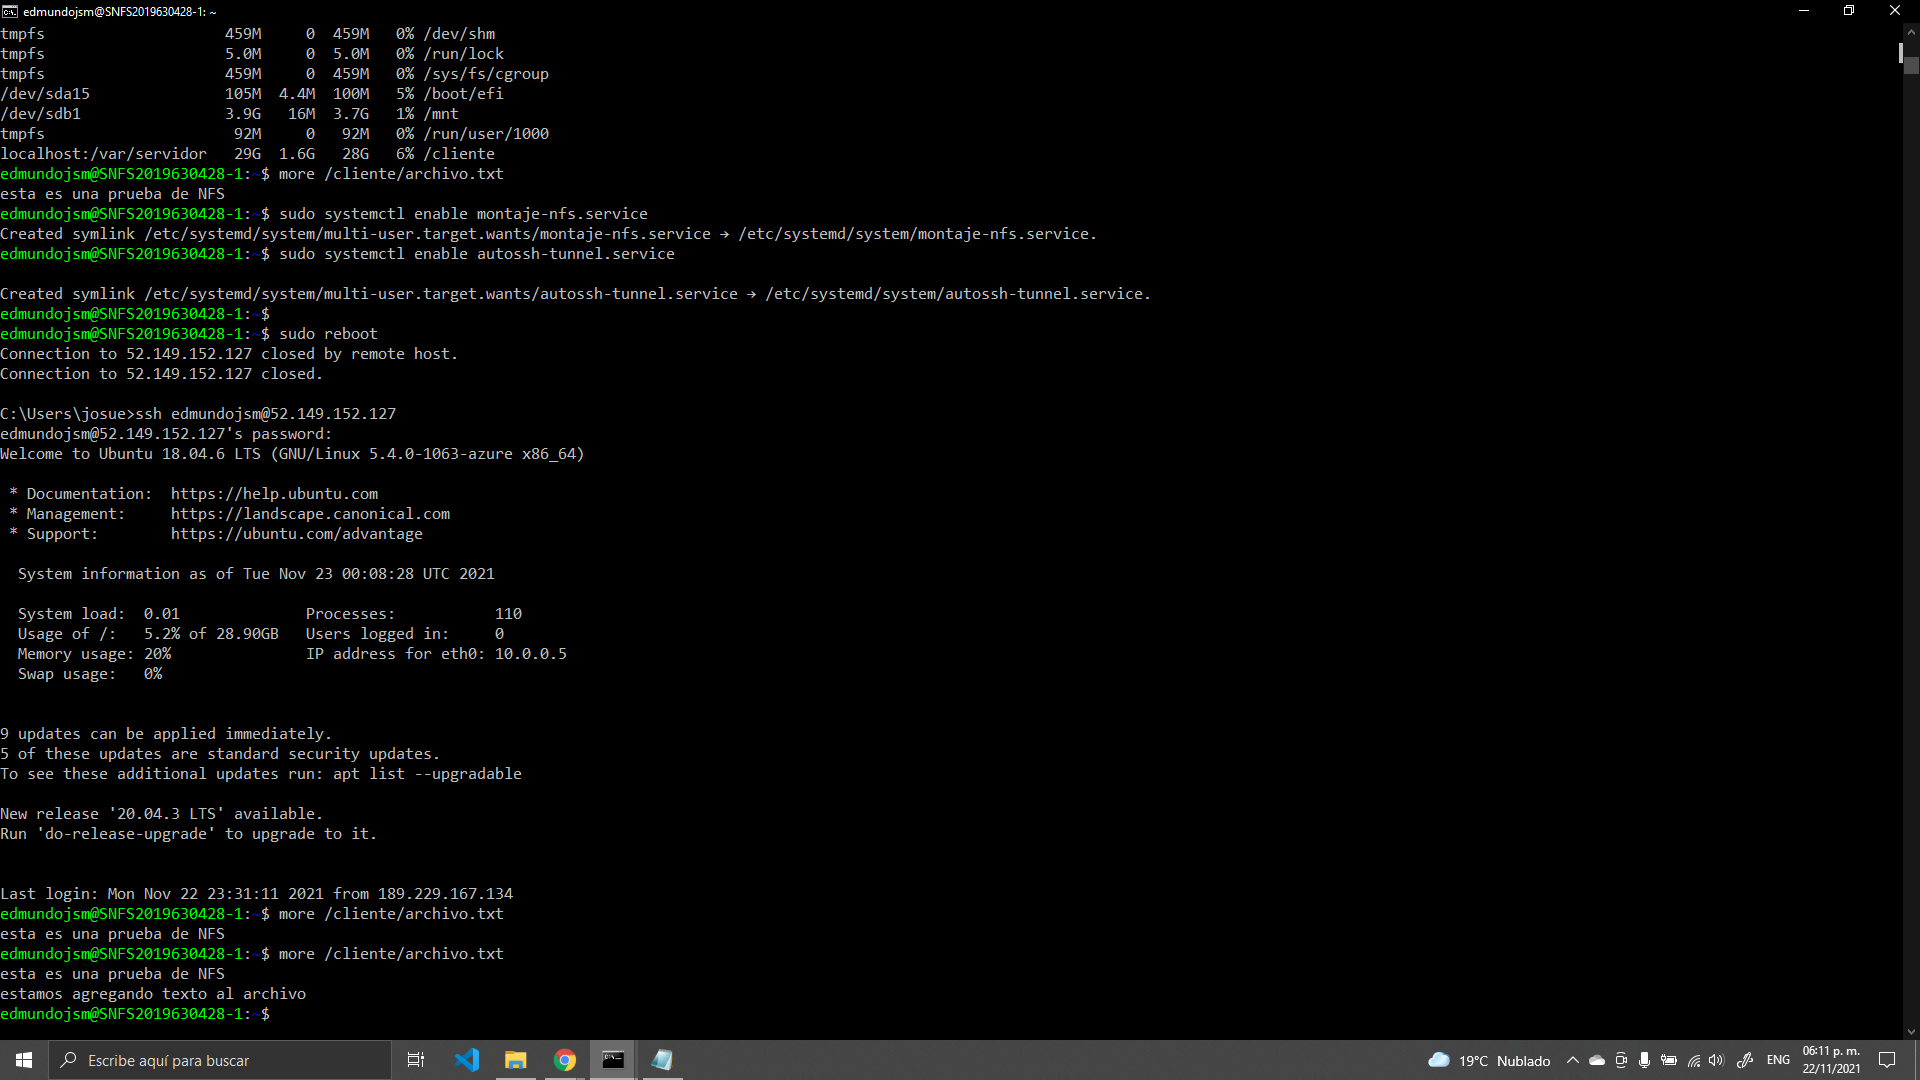 edmundojsm@SNFS2019630428-1: ~
tmpfs                    459M     0  459M   0% /dev/shm
tmpfs                    5.0M     0  5.0M   0% /run/lock
tmpfs                    459M     0  459M   0% /sys/fs/cgroup
/dev/sda15               105M  4.4M  100M   5% /boot/efi
/dev/sdb1                3.9G   16M  3.7G   1% /mnt
tmpfs                     92M     0   92M   0% /run/user/1000
localhost:/var/servidor   29G  1.6G   28G   6% /cliente
edmundojsm@SNFS2019630428-1:~$ more /cliente/archivo.txt
esta es una prueba de NFS
edmundojsm@SNFS2019630428-1:~$ sudo systemctl enable montaje-nfs.service
Created symlink /etc/systemd/system/multi-user.target.wants/montaje-nfs.service → /etc/systemd/system/montaje-nfs.service.
edmundojsm@SNFS2019630428-1:~$ sudo systemctl enable autossh-tunnel.service
Created symlink /etc/systemd/system/multi-user.target.wants/autossh-tunnel.service → /etc/systemd/system/autossh-tunnel.service.
edmundojsm@SNFS2019630428-1:~$
edmundojsm@SNFS2019630428-1:~$ sudo reboot
Connection to 52.149.152.127 closed by remote host.
Connection to 52.149.152.127 closed.
C:\Users\josue>ssh edmundojsm@52.149.152.127
edmundojsm@52.149.152.127's password:
Welcome to Ubuntu 18.04.6 LTS (GNU/Linux 5.4.0-1063-azure x86_64)
* Documentation:  https://help.ubuntu.com
* Management:     https://landscape.canonical.com
* Support:        https://ubuntu.com/advantage
System information as of Tue Nov 23 00:08:28 UTC 2021
System load:  0.01              Processes:           110
Usage of /:   5.2% of 28.90GB   Users logged in:     0
Memory usage: 20%               IP address for eth0: 10.0.0.5
Swap usage:   0%
9 updates can be applied immediately.
5 of these updates are standard security updates.
To see these additional updates run: apt list --upgradable
New release '20.04.3 LTS' available.
Run 'do-release-upgrade' to upgrade to it.
Last login: Mon Nov 22 23:31:11 2021 from 189.229.167.134
edmundojsm@SNFS2019630428-1:~$ more /cliente/archivo.txt
esta es una prueba de NFS
edmundojsm@SNFS2019630428-1:~$ more /cliente/archivo.txt
esta es una prueba de NFS
estamos agregando texto al archivo
edmundojsm@SNFS2019630428-1:~$
Escribe aquí para buscar
19°C Nublado
ENG
06:11 p. m.
22/11/2021